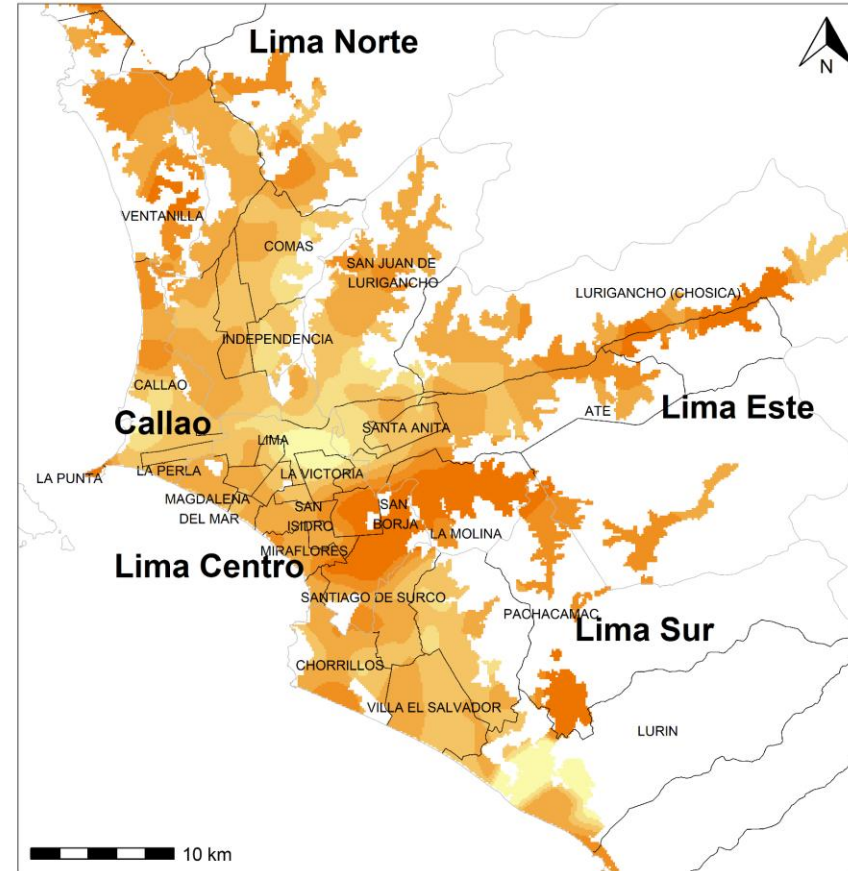 Lima Norte
N
VENTANILLA
COMAS
SAN JUAN DE
LURIGANCHO
LURIGANCHO (CHOSICA)
INDEPENDENCIA
CALLAO
ATE
Lima Este
Callao
LIMA
SANTA ANITA
LA PUNTA
LA PERLA
LA VICTORIA
MAGDALENA
DEL MAR
SAN
ISIDRO
SAN
BORJA
LA MOLINA
MIRAFLORES
Lima Centro
SANTIAGO DE SURCO
PACHACAMAC
Lima Sur
CHORRILLOS
VILLA EL SALVADOR
LURIN
10 km